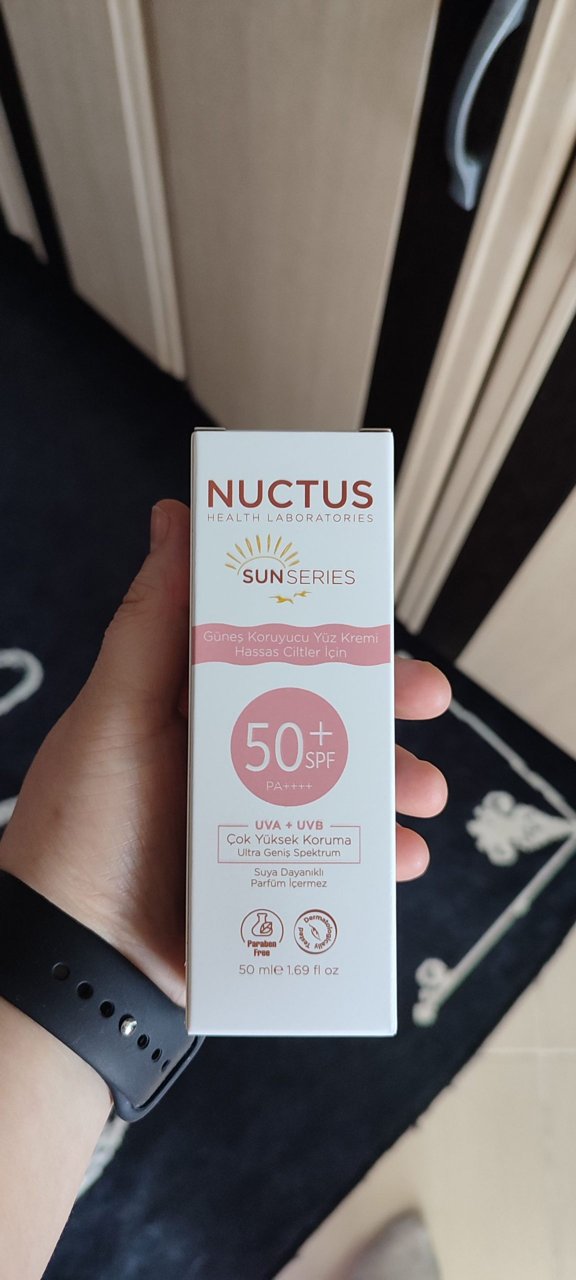 NUCTUS
HEALTH LABORATORIES
SUN SERIES
Güneş Koruyucu Yüz Kremi
Hassas Ciltler İçin
50+
SPF
PA++++
UVA + UVB
Çok Yüksek Koruma
Ultra Geniş Spektrum
Suya Dayanıklı
Parfüm İçermez
Paraben
Free
Dermatologically Tested
50 ml℮ 1.69 fl oz